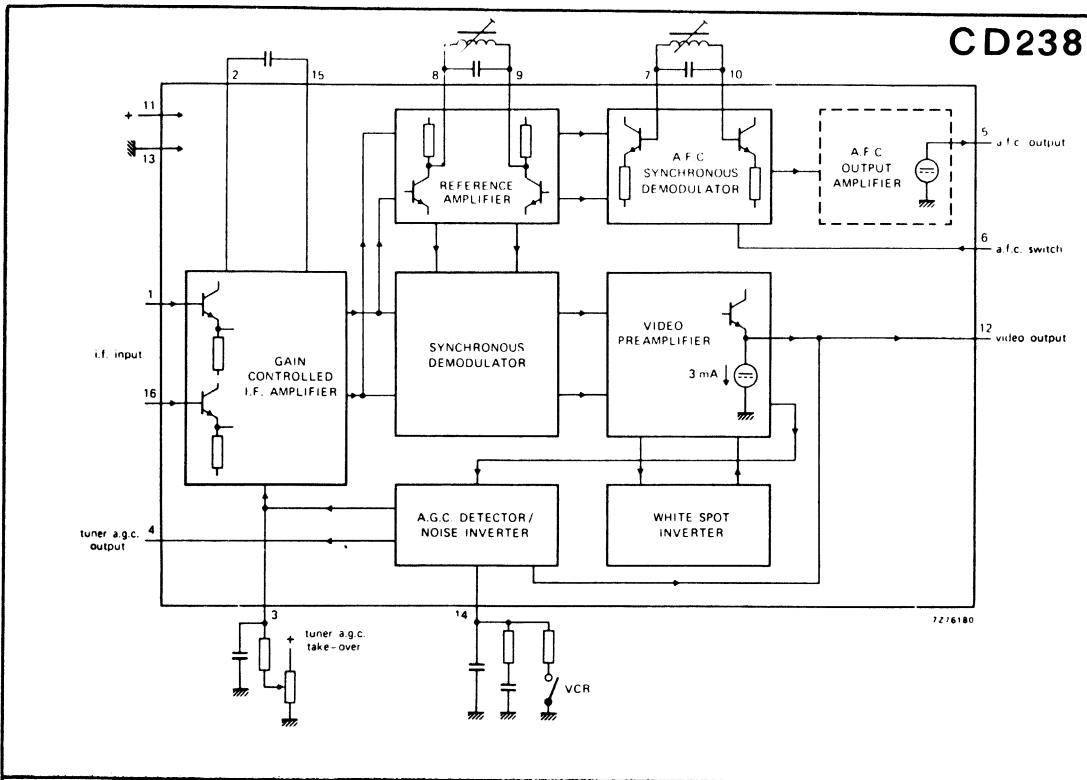 CD238
2
15
8
9
7
10
+ 11
13
REFERENCE
AMPLIFIER
A.F.C
SYNCHRONOUS
DEMODULATOR
A.F.C
OUTPUT
AMPLIFIER
5
a.f.c. output
6
a.f.c. switch
1
i.f. input
16
GAIN
CONTROLLED
I.F. AMPLIFIER
SYNCHRONOUS
DEMODULATOR
VIDEO
PREAMPLIFIER
3 mA
12
video output
tuner a.g.c.
output
4
A.G.C. DETECTOR/
NOISE INVERTER
WHITE SPOT
INVERTER
3
14
7Z76180
+ tuner a.g.c.
take-over
VCR